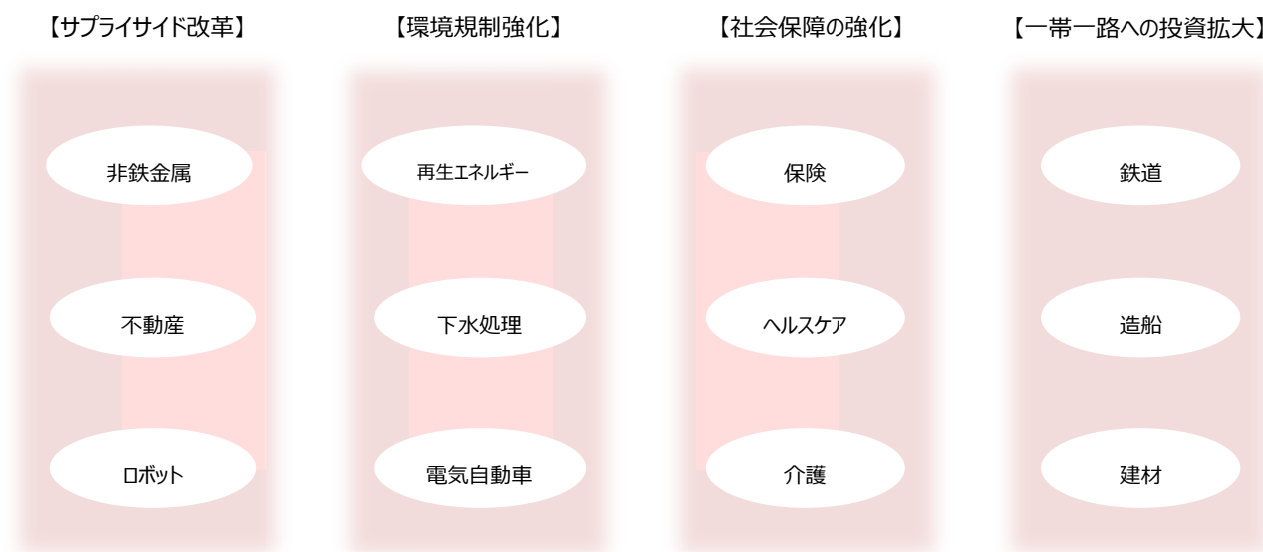 【サプライサイド改革】
非鉄金属
不動産
ロボット
【環境規制強化】
再生エネルギー
下水処理
電気自動車
【社会保障の強化】
保険
ヘルスケア
介護
【一帯一路への投資拡大】
鉄道
造船
建材